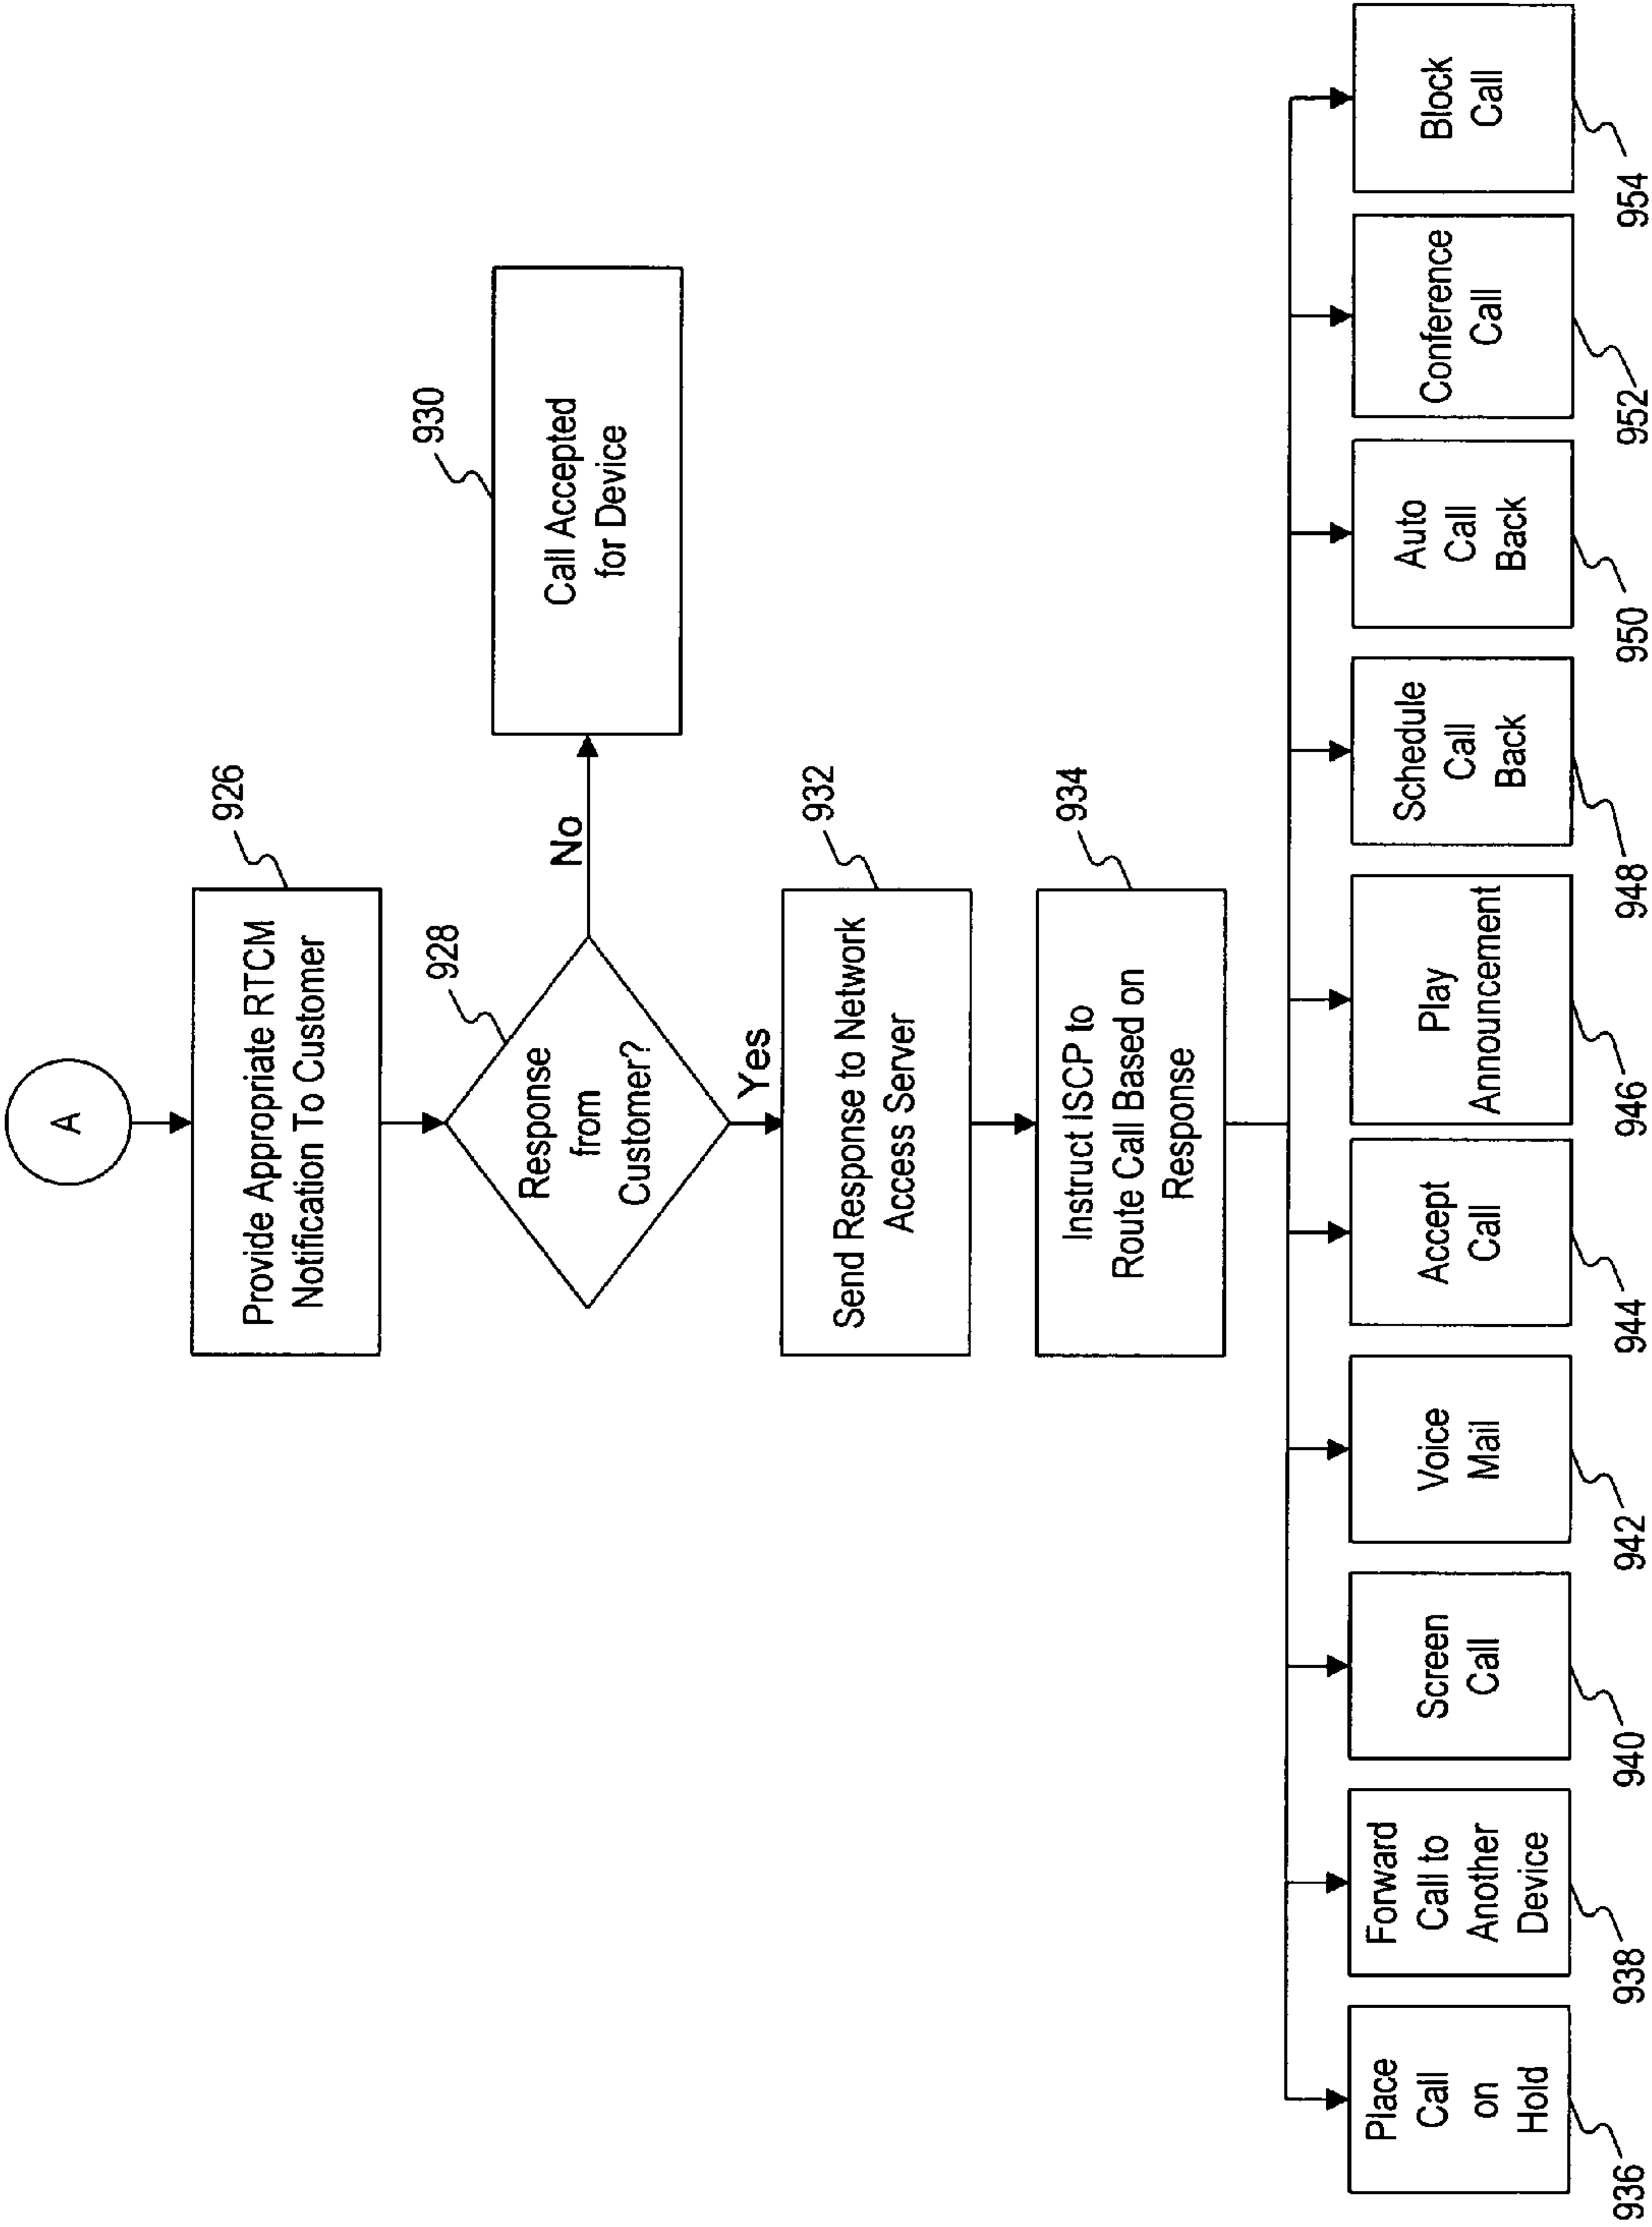 A
926
Provide Appropriate RTCM
Notification To Customer
928
Response
from
Customer?
No
930
Call Accepted
for Device
Yes
932
Send Response to Network
Access Server
934
Instruct ISCP to
Route Call Based on
Response
Place
Call
on
Hold
936
Forward
Call to
Another
Device
938
Screen
Call
940
Voice
Mail
942
Accept
Call
944
Play
Announcement
946
Schedule
Call
Back
948
Auto
Call
Back
950
Conference
Call
952
Block
Call
954